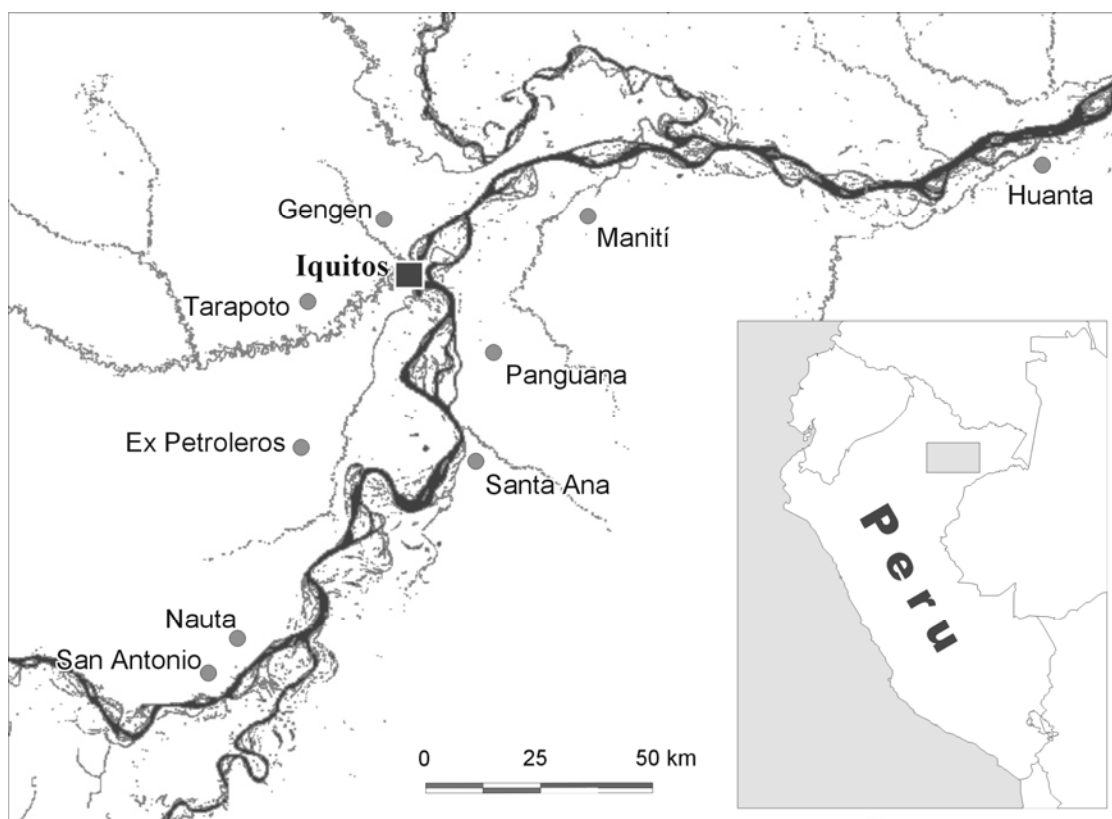 Gengen
Manití
Huanta
Iquitos
Tarapoto
Panguana
Ex Petroleros
Santa Ana
Nauta
San Antonio
0 25 50 km
Peru